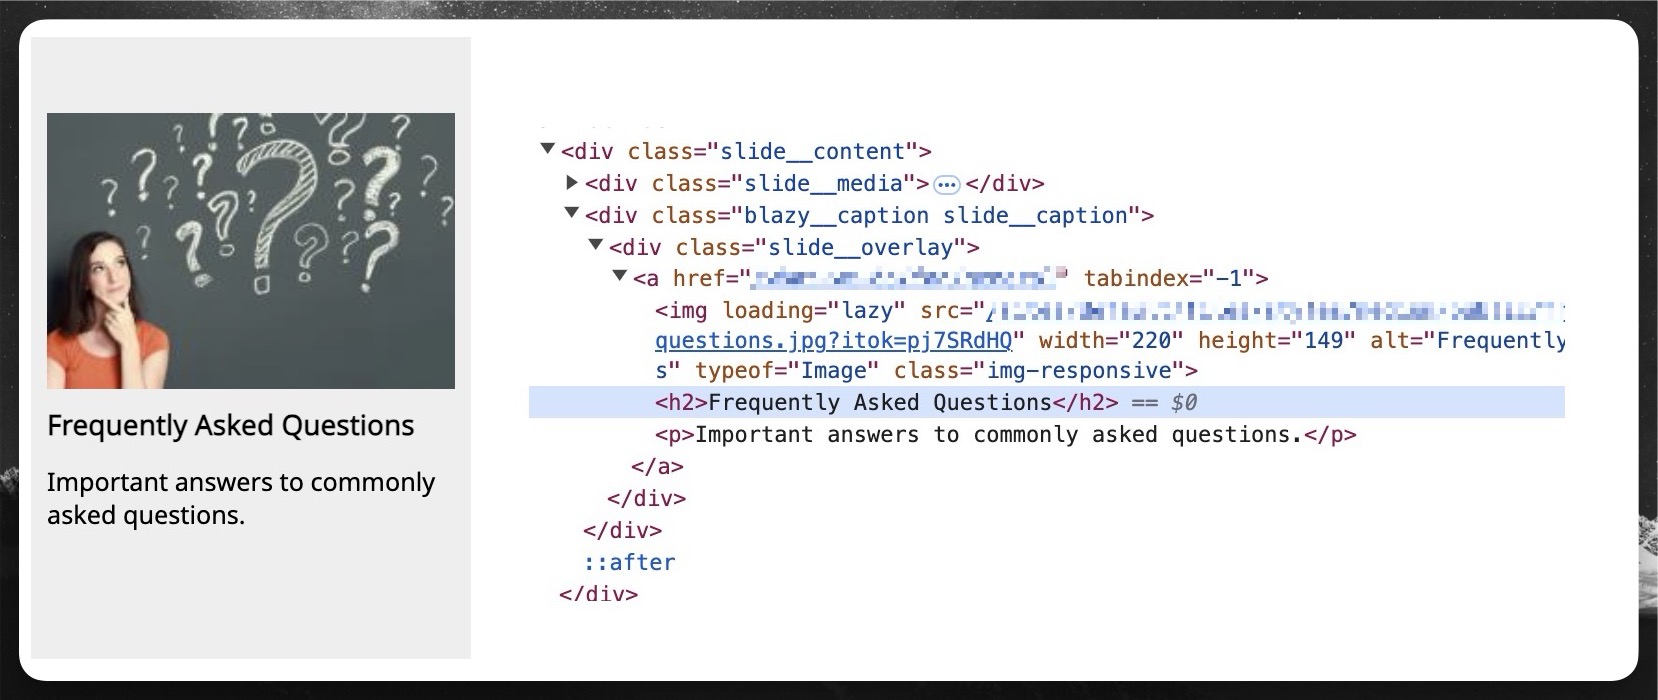 Frequently Asked Questions
Important answers to commonly
asked questions.
<div class="slide__content">
<div class="slide__media"> ⋯ </div>
<div class="blazy__caption slide__caption">
<div class="slide__overlay">
<a href=" " tabindex="-1">
<img loading="lazy" src="/
questions.jpg?itok=pj7SRdHQ" width="220" height="149" alt="Frequently
s" typeof="Image" class="img-responsive">
<h2>Frequently Asked Questions</h2> == $0
<p>Important answers to commonly asked questions.</p>
</a>
</div>
</div>
::after
</div>